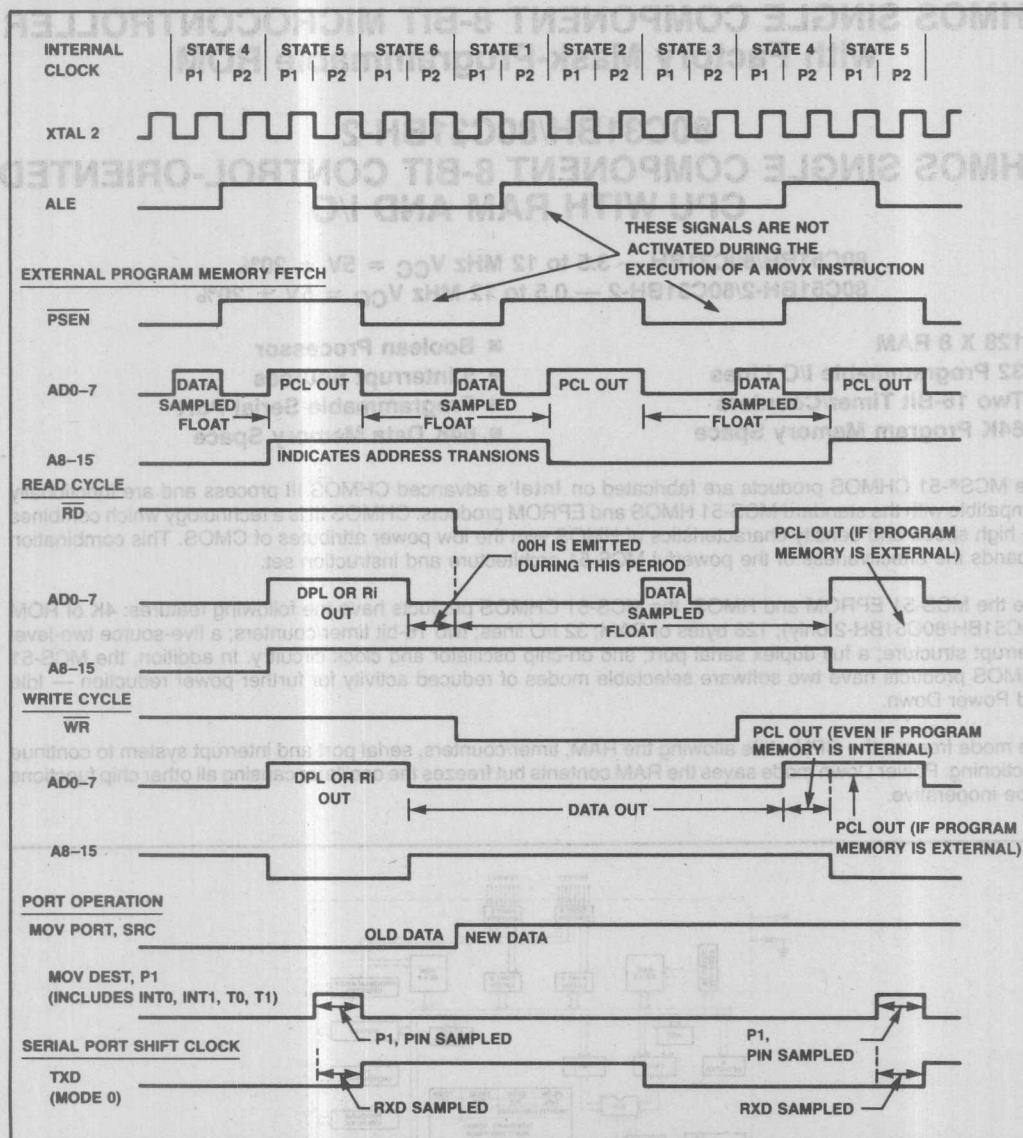 INTERNAL CLOCK
STATE 4 STATE 5 STATE 6 STATE 1 STATE 2 STATE 3 STATE 4 STATE 5
P1 P2 P1 P2 P1 P2 P1 P2 P1 P2 P1 P2 P1 P2 P1 P2
XTAL 2
ALE
THESE SIGNALS ARE NOT
ACTIVATED DURING THE
EXECUTION OF A MOVX INSTRUCTION
EXTERNAL PROGRAM MEMORY FETCH
PSEN
AD0–7
DATA PCL OUT DATA PCL OUT DATA PCL OUT
SAMPLED SAMPLED SAMPLED
FLOAT FLOAT FLOAT
A8–15
INDICATES ADDRESS TRANSIONS
READ CYCLE
RD
00H IS EMITTED
DURING THIS PERIOD
PCL OUT (IF PROGRAM
MEMORY IS EXTERNAL)
AD0–7
DPL OR Ri
OUT
DATA
SAMPLED
FLOAT
A8–15
WRITE CYCLE
WR
PCL OUT (EVEN IF PROGRAM
MEMORY IS INTERNAL)
AD0–7
DPL OR Ri
OUT
DATA OUT
PCL OUT (IF PROGRAM
MEMORY IS EXTERNAL)
A8–15
PORT OPERATION
MOV PORT, SRC
OLD DATA NEW DATA
MOV DEST, P1
(INCLUDES INT0, INT1, T0, T1)
P1, PIN SAMPLED
P1,
PIN SAMPLED
SERIAL PORT SHIFT CLOCK
TXD
(MODE 0)
RXD SAMPLED
RXD SAMPLED